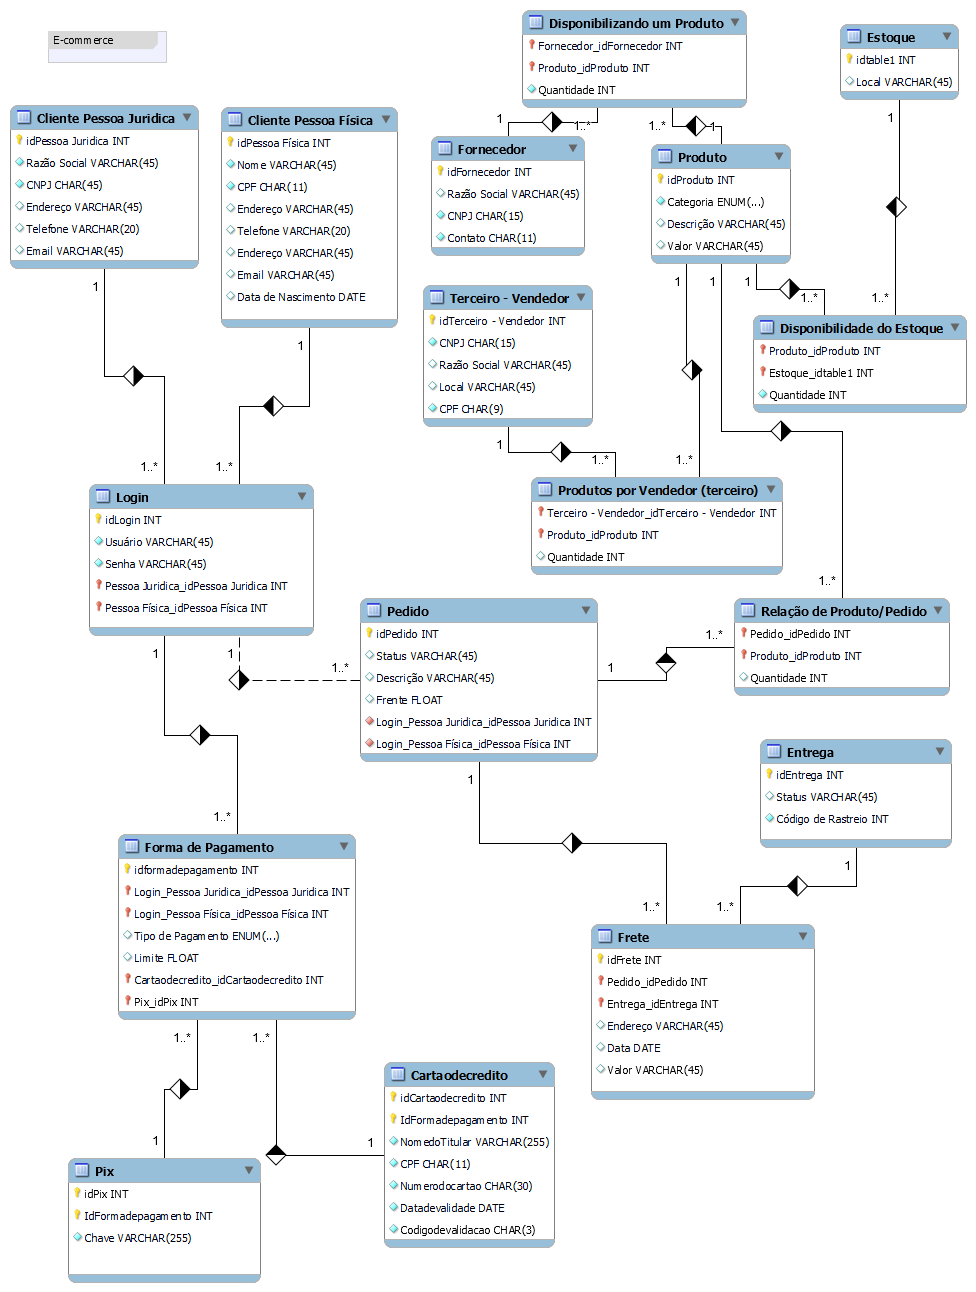 E-commerce
Disponibilizando um Produto
Fornecedor_idFornecedor INT
Produto_idProduto INT
Quantidade INT
Estoque
idtable1 INT
Local VARCHAR(45)
Cliente Pessoa Juridica
idPessoa Juridica INT
Razão Social VARCHAR(45)
CNPJ CHAR(45)
Endereço VARCHAR(45)
Telefone VARCHAR(20)
Email VARCHAR(45)
Cliente Pessoa Física
idPessoa Física INT
Nome VARCHAR(45)
CPF CHAR(11)
Endereço VARCHAR(45)
Telefone VARCHAR(20)
Endereço VARCHAR(45)
Email VARCHAR(45)
Data de Nascimento DATE
1
1..*
1..*
1
1
Fornecedor
idFornecedor INT
Razão Social VARCHAR(45)
CNPJ CHAR(15)
Contato CHAR(11)
Produto
idProduto INT
Categoria ENUM(...)
Descrição VARCHAR(45)
Valor VARCHAR(45)
1
1
1
1
1..*
1..*
1
Terceiro - Vendedor
idTerceiro - Vendedor INT
CNPJ CHAR(15)
Razão Social VARCHAR(45)
Local VARCHAR(45)
CPF CHAR(9)
Disponibilidade do Estoque
Produto_idProduto INT
Estoque_idtable1 INT
Quantidade INT
1..*
1..*
1
1..*
1..*
Produtos por Vendedor (terceiro)
Terceiro - Vendedor_idTerceiro - Vendedor INT
Produto_idProduto INT
Quantidade INT
Login
idLogin INT
Usuário VARCHAR(45)
Senha VARCHAR(45)
Pessoa Juridica_idPessoa Juridica INT
Pessoa Física_idPessoa Física INT
1..*
1
1
1..*
Pedido
idPedido INT
Status VARCHAR(45)
Descrição VARCHAR(45)
Frente FLOAT
Login_Pessoa Juridica_idPessoa Juridica INT
Login_Pessoa Física_idPessoa Física INT
1
1..*
Relação de Produto/Pedido
Pedido_idPedido INT
Produto_idProduto INT
Quantidade INT
Entrega
idEntrega INT
Status VARCHAR(45)
Código de Rastreio INT
1
1..*
1
1..*
1..*
Forma de Pagamento
idformadepagamento INT
Login_Pessoa Juridica_idPessoa Juridica INT
Login_Pessoa Física_idPessoa Física INT
Tipo de Pagamento ENUM(...)
Limite FLOAT
Cartaodecredito_idCartaodecredito INT
Pix_idPix INT
Frete
idFrete INT
Pedido_idPedido INT
Entrega_idEntrega INT
Endereço VARCHAR(45)
Data DATE
Valor VARCHAR(45)
1..*
1..*
1
1
Cartaodecredito
idCartaodecredito INT
IdFormadepagamento INT
NomedoTitular VARCHAR(255)
CPF CHAR(11)
Numerodocartao CHAR(30)
Datadevalidade DATE
Codigodevalidacao CHAR(3)
Pix
idPix INT
IdFormadepagamento INT
Chave VARCHAR(255)